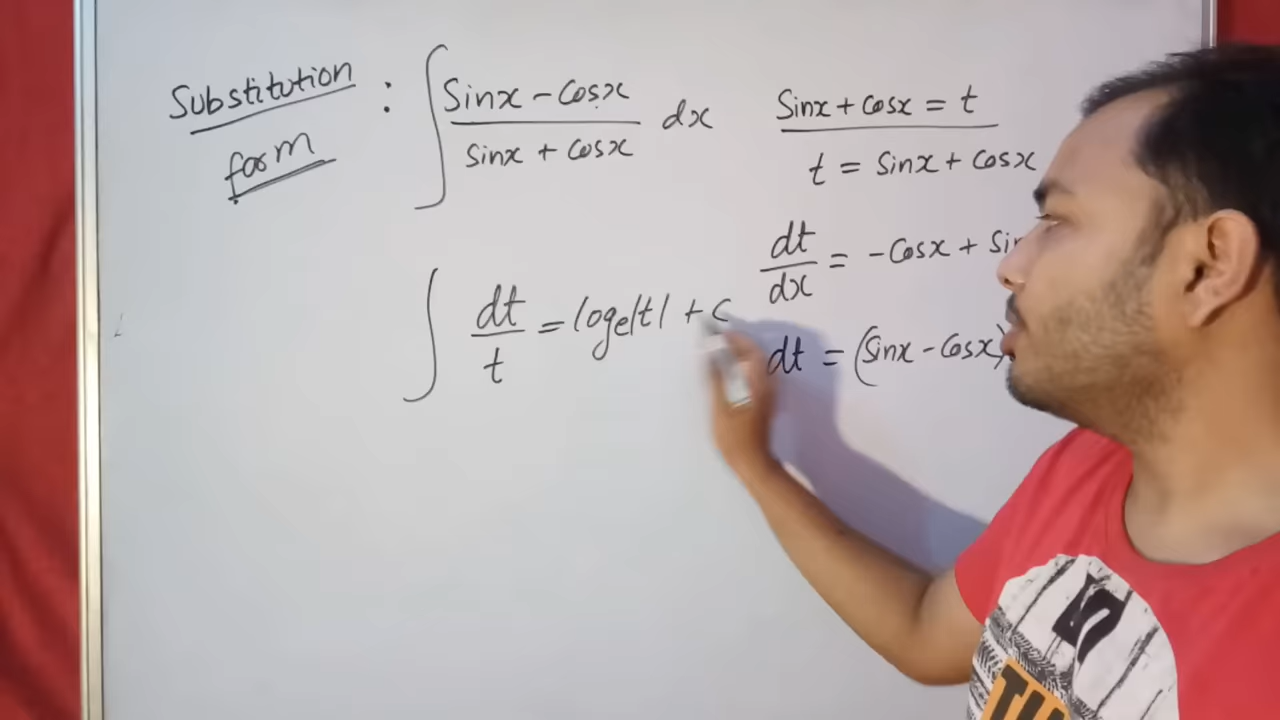 Substitution form : ∫ Sinx - Cosx / Sinx + Cosx dx
Sinx + Cosx = t
t = Sinx + Cosx
dt/dx = - Cosx +
dt = (Sinx - Cosx)
∫ dt/t = loge|t| + c